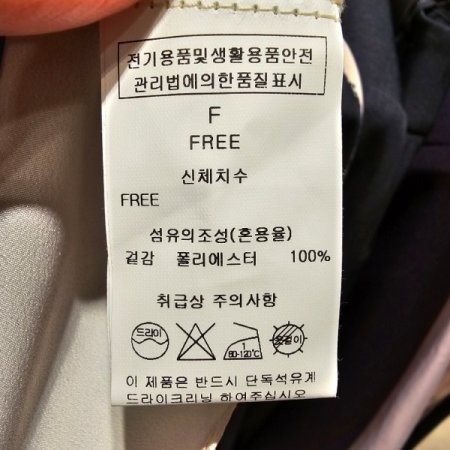 전기용품및생활용품안전
관리법에의한품질표시
F
FREE
신체치수
FREE
섬유의조성(혼용율)
겉감 폴리에스터 100%
취급상 주의사항
드라이 1 80-120℃ 옷걸이
이 제품은 반드시 단독석유계
드라이크리닝 하여주십시오